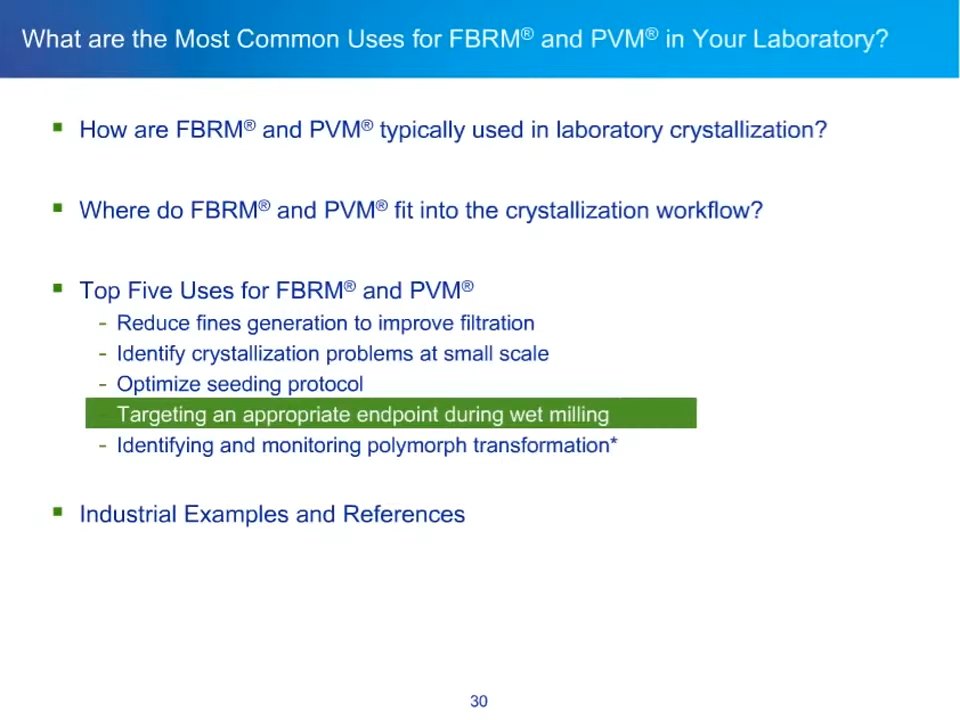 What are the Most Common Uses for FBRM® and PVM® in Your Laboratory?
How are FBRM® and PVM® typically used in laboratory crystallization?
Where do FBRM® and PVM® fit into the crystallization workflow?
Top Five Uses for FBRM® and PVM®
- Reduce fines generation to improve filtration
- Identify crystallization problems at small scale
- Optimize seeding protocol
- Targeting an appropriate endpoint during wet milling
- Identifying and monitoring polymorph transformation*
Industrial Examples and References
30